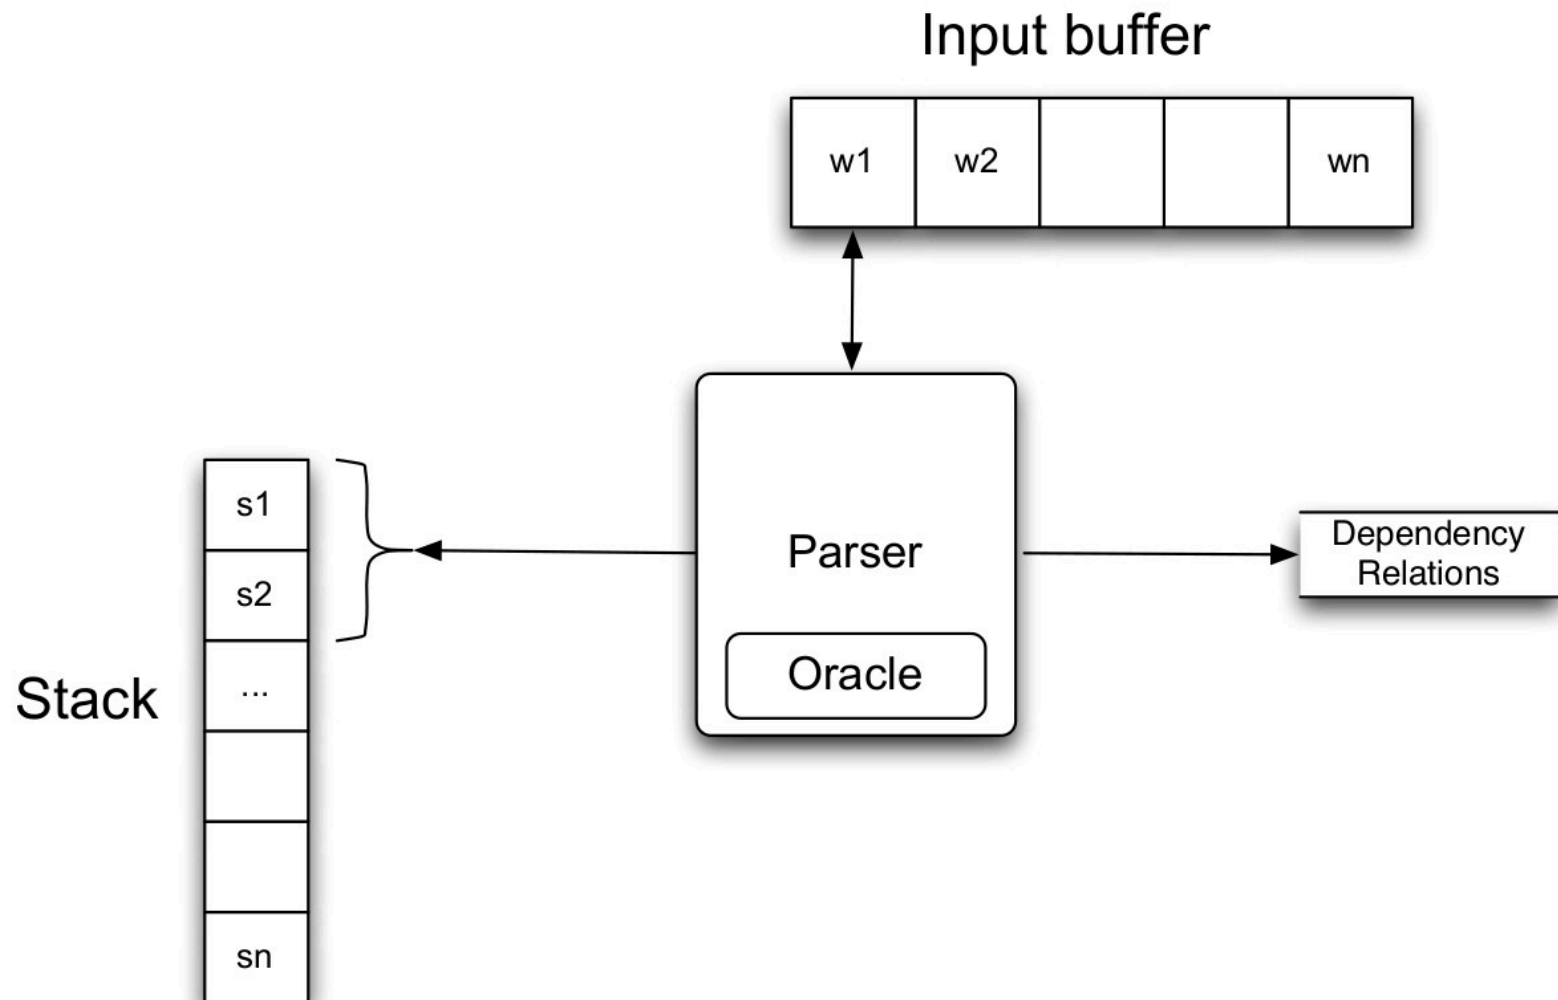 Input buffer
w1 w2 wn
s1
s2
Parser
Dependency
Relations
Oracle
Stack
...
sn